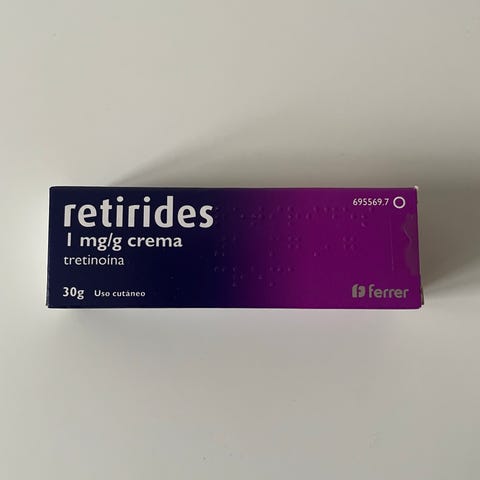 695569.7
retirides
1 mg/g crema
tretinoína
30g Uso cutáneo
ferrer